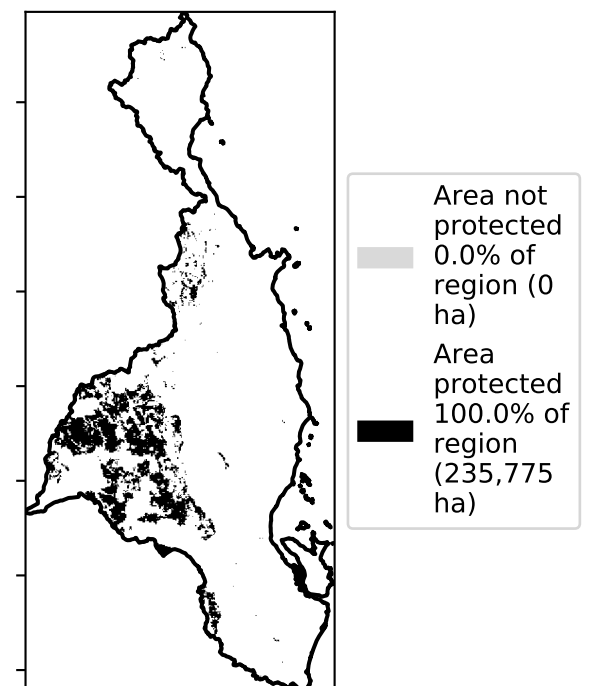 Area not
protected
0.0% of
region (0
ha)
Area
protected
100.0% of
region
(235,775
ha)